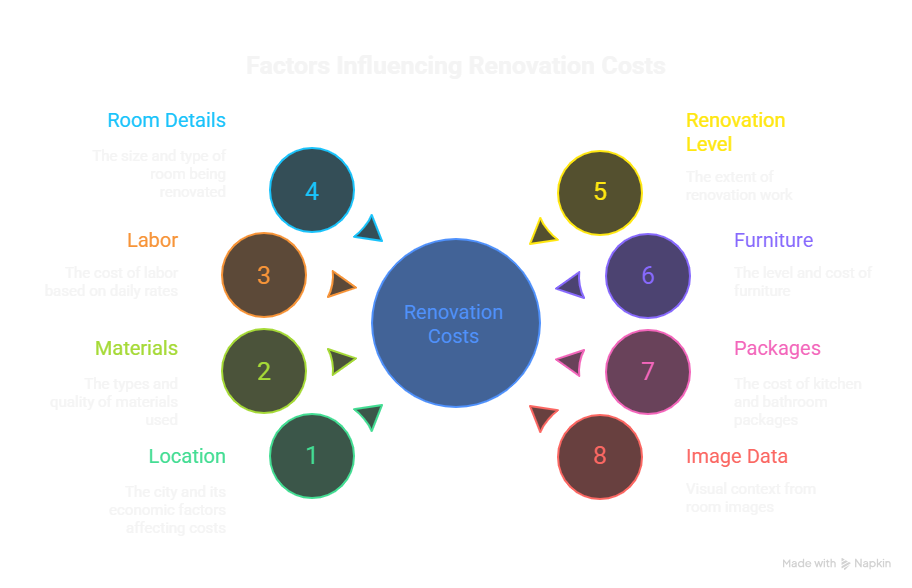 Factors Influencing Renovation Costs
Room Details
The size and type of
room being
renovated
4
Labor
The cost of labor
based on daily rates
3
Materials
The types and
quality of materials
used
2
Location
The city and its
economic factors
affecting costs
1
Renovation
Costs
Renovation
Level
The extent of
renovation work
5
Furniture
The level and cost of
furniture
6
Packages
The cost of kitchen
and bathroom
packages
7
Image Data
Visual context from
room images
8
Made with Napkin